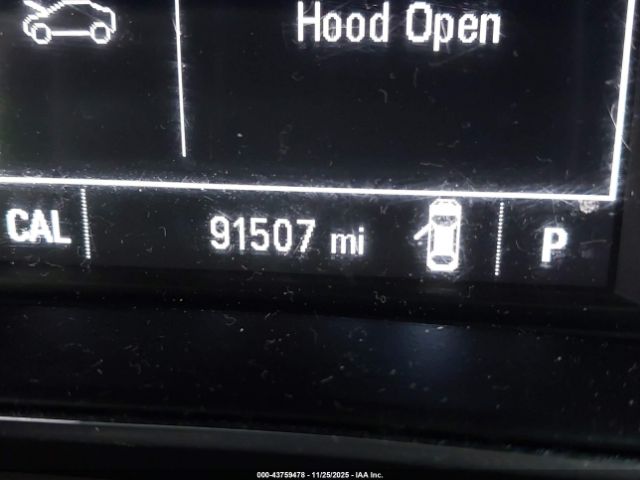 Hood Open
CAL 91507 mi P
000-43759478 - 11/25/2025 - IAA Inc.